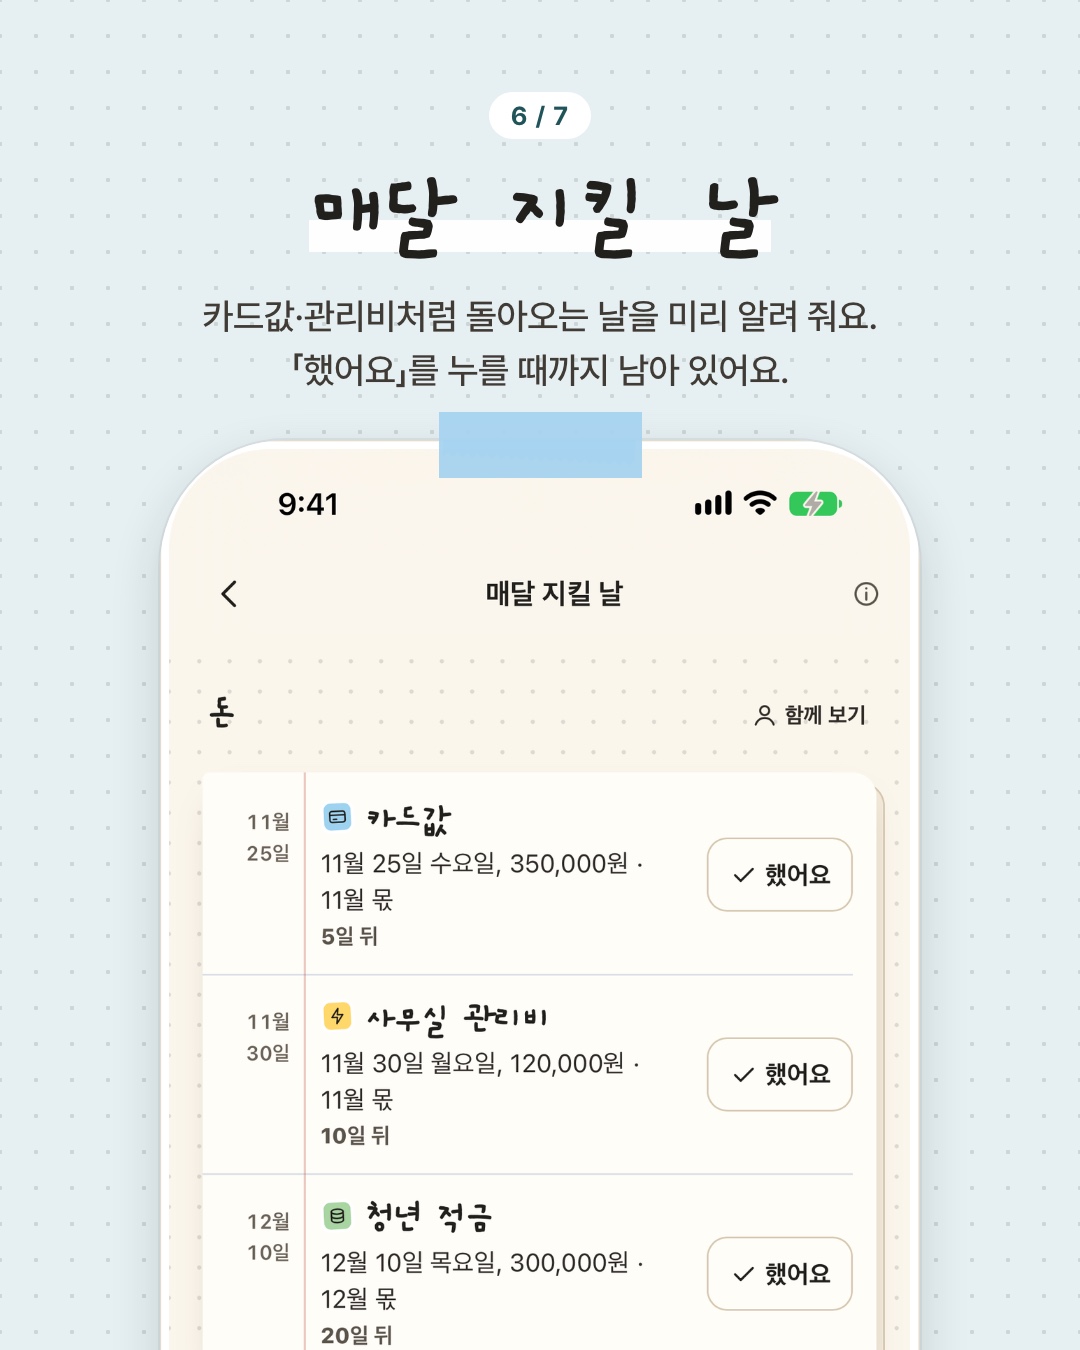 6 / 7
매달 지킬 날
카드값·관리비처럼 돌아오는 날을 미리 알려 줘요.
「했어요」를 누를 때까지 남아 있어요.
9:41
매달 지킬 날
돈
함께 보기
11월
25일
카드값
11월 25일 수요일, 350,000원 ·
11월 몫
5일 뒤
했어요
11월
30일
사무실 관리비
11월 30일 월요일, 120,000원 ·
11월 몫
10일 뒤
했어요
12월
10일
청년 적금
12월 10일 목요일, 300,000원 ·
12월 몫
20일 뒤
했어요